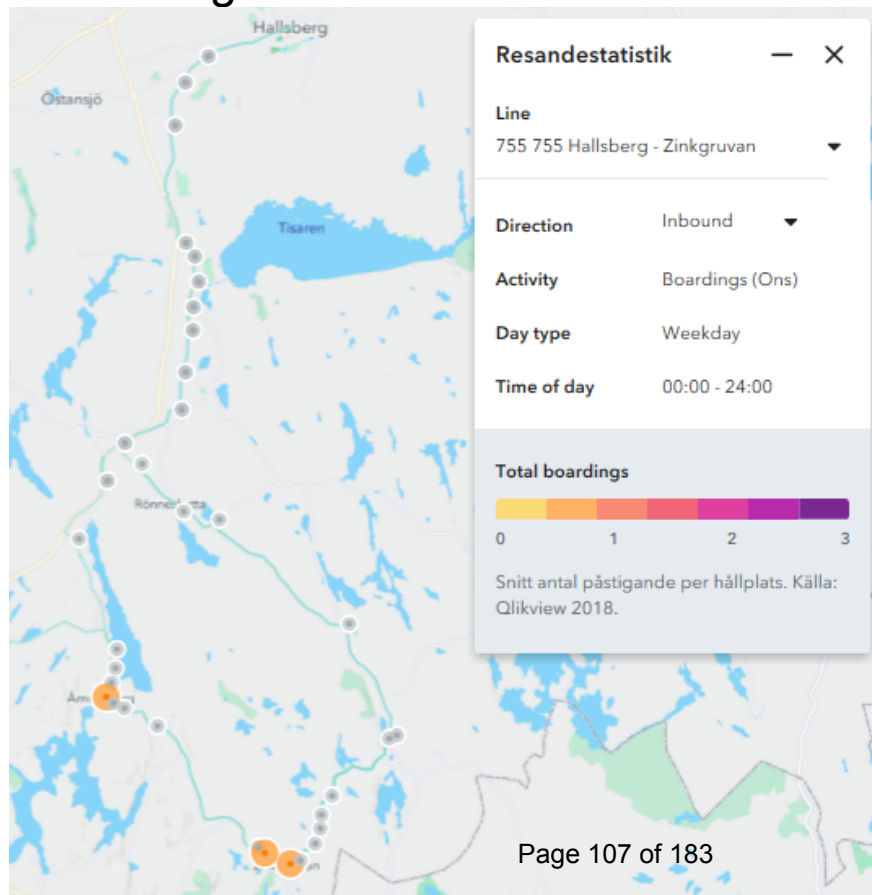 Hallsberg
Östansjö
Tisaren
Resandestatistik
Line
755 755 Hallsberg - Zinkgruvan
Direction Inbound
Activity Boardings (Ons)
Day type Weekday
Time of day 00:00 - 24:00
Total boardings
0 1 2 3
Snitt antal påstigande per hållplats. Källa:
Qlikview 2018.
Page 107 of 183